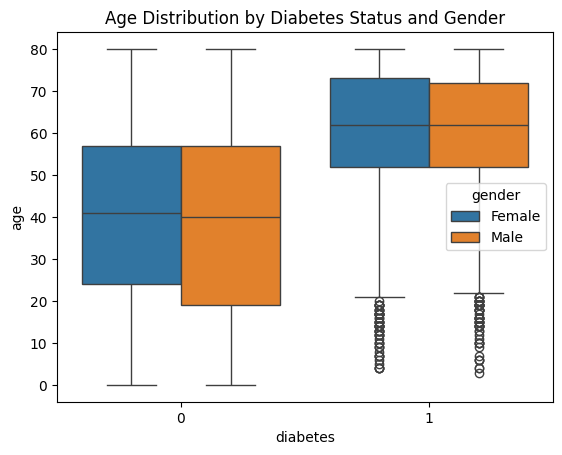 Age Distribution by Diabetes Status and Gender
age
80
70
60
50
40
30
20
10
0
gender
Female
Male
0 1
diabetes